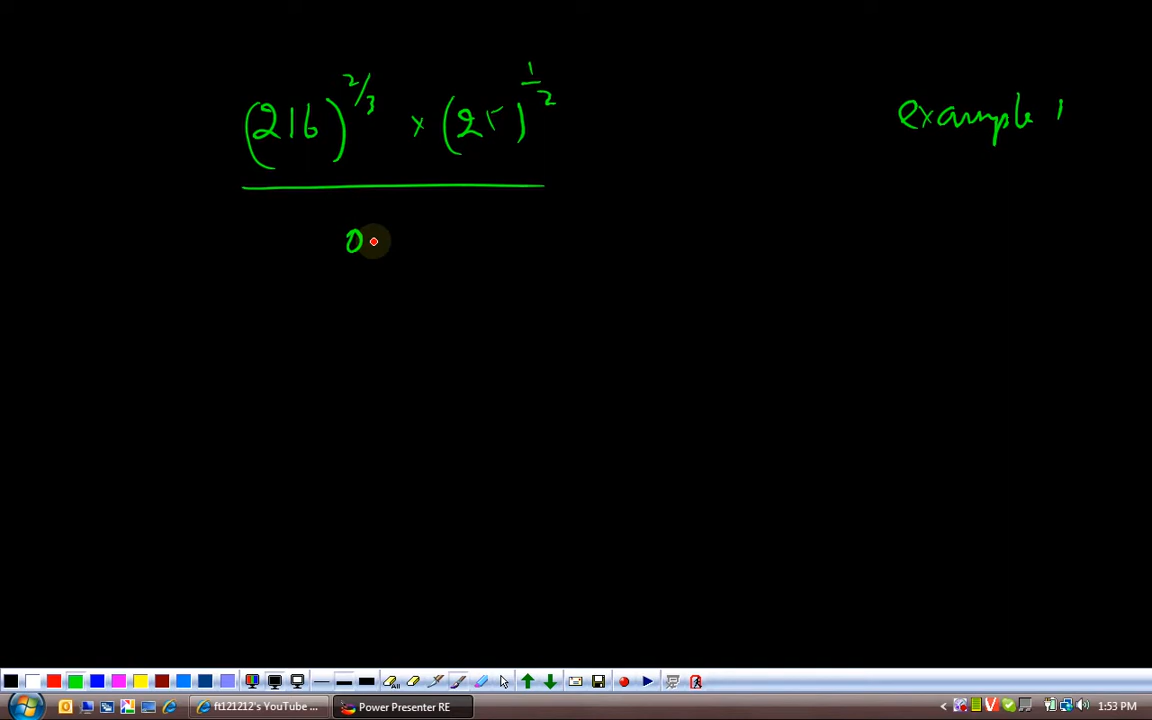 (216)^2/3 × (25)^1/2
example 1
0
ft121212's YouTube ...
Power Presenter RE
1:53 PM